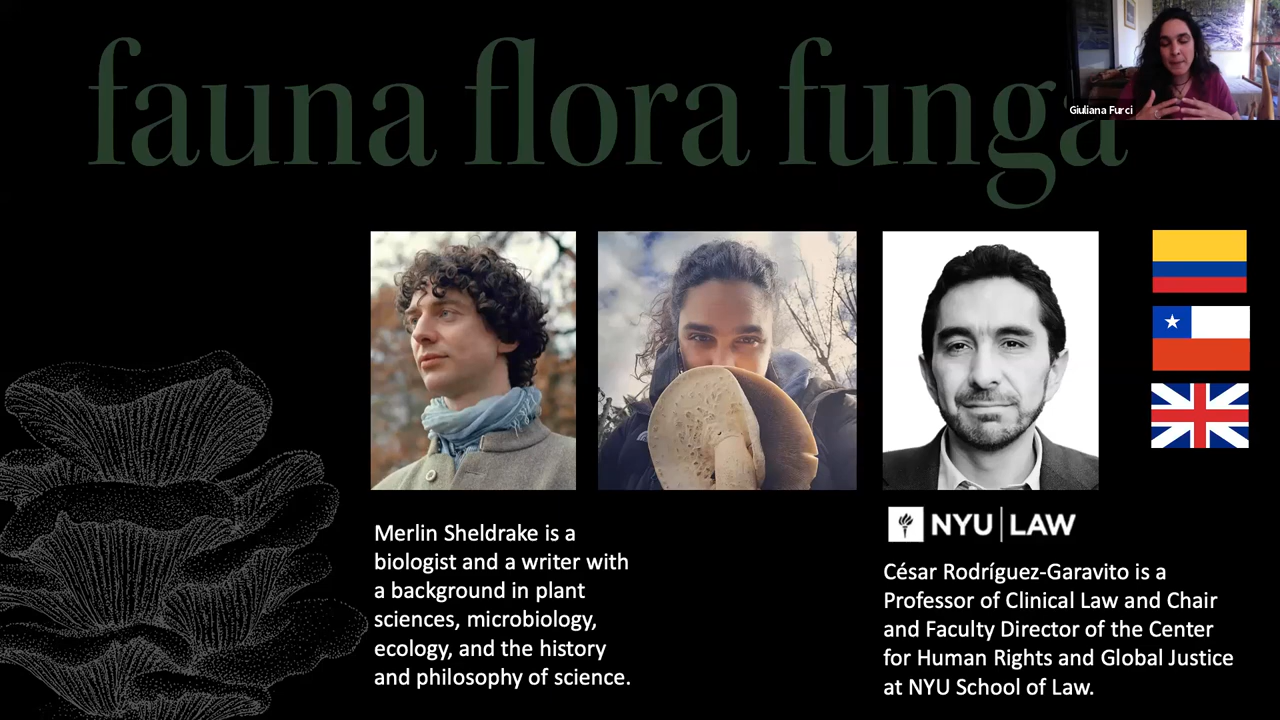 fauna flora funga
Giuliana Furci
Merlin Sheldrake is a
biologist and a writer with
a background in plant
sciences, microbiology,
ecology, and the history
and philosophy of science.
NYU | LAW
César Rodríguez-Garavito is a
Professor of Clinical Law and Chair
and Faculty Director of the Center
for Human Rights and Global Justice
at NYU School of Law.